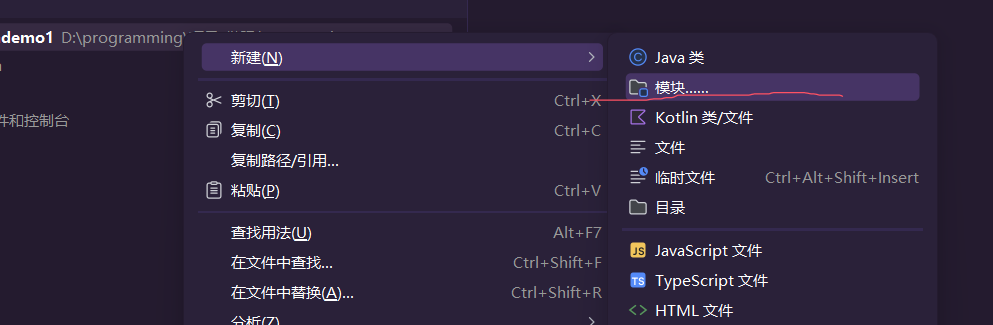 demo1 D:\programming\
新建(N)
剪切(T) Ctrl+X
复制(C) Ctrl+C
复制路径/引用...
粘贴(P) Ctrl+V
查找用法(U) Alt+F7
在文件中查找... Ctrl+Shift+F
在文件中替换(A)... Ctrl+Shift+R
分析(Z)
件和控制台
Java 类
模块......
Kotlin 类/文件
文件
临时文件 Ctrl+Alt+Shift+Insert
目录
JS JavaScript 文件
TS TypeScript 文件
<> HTML 文件